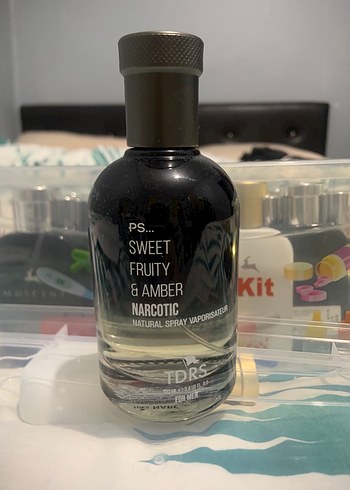 PS...
SWEET
FRUITY
& AMBER
NARCOTIC
NATURAL SPRAY VAPORISATEUR
TDRS
FOR MEN
Kit